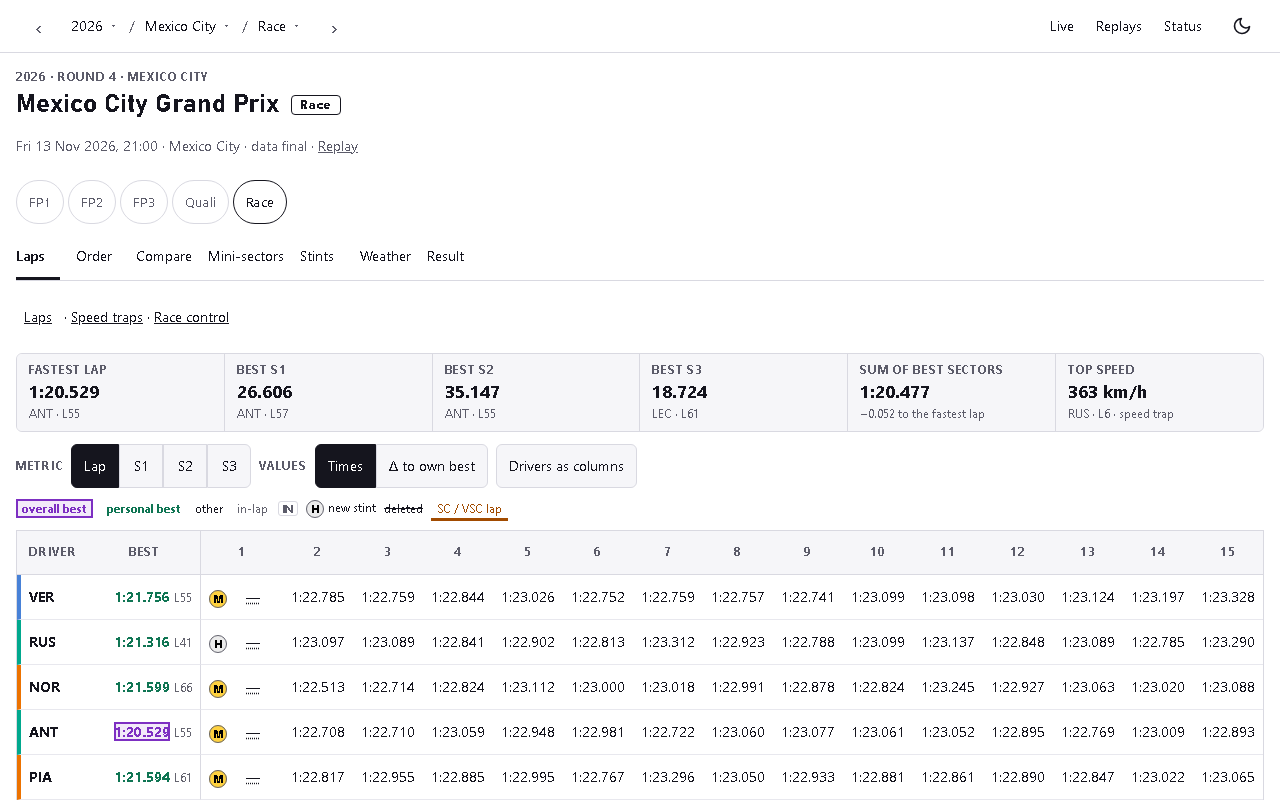 ‹ 2026 / Mexico City / Race › Live Replays Status
2026 · ROUND 4 · MEXICO CITY
Mexico City Grand Prix Race
Fri 13 Nov 2026, 21:00 · Mexico City · data final · Replay
FP1 FP2 FP3 Quali Race
Laps Order Compare Mini-sectors Stints Weather Result
Laps · Speed traps · Race control
FASTEST LAP BEST S1 BEST S2 BEST S3 SUM OF BEST SECTORS TOP SPEED
1:20.529 26.606 35.147 18.724 1:20.477 363 km/h
ANT · L55 ANT · L57 ANT · L55 LEC · L61 −0.052 to the fastest lap RUS · L6 · speed trap
METRIC Lap S1 S2 S3 VALUES Times Δ to own best Drivers as columns
overall best personal best other in-lap IN H new stint deleted SC / VSC lap
DRIVER BEST 1 2 3 4 5 6 7 8 9 10 11 12 13 14 15
VER 1:21.756 L55 M — 1:22.785 1:22.759 1:22.844 1:23.026 1:22.752 1:22.759 1:22.757 1:22.741 1:23.099 1:23.098 1:23.030 1:23.124 1:23.197 1:23.328
RUS 1:21.316 L41 H — 1:23.097 1:23.089 1:22.841 1:22.902 1:22.813 1:23.312 1:22.923 1:22.788 1:23.099 1:23.137 1:22.848 1:23.089 1:22.785 1:23.290
NOR 1:21.599 L66 M — 1:22.513 1:22.714 1:22.824 1:23.112 1:23.000 1:23.018 1:22.991 1:22.878 1:22.824 1:23.245 1:22.927 1:23.063 1:23.020 1:23.088
ANT 1:20.529 L55 M — 1:22.708 1:22.710 1:23.059 1:22.948 1:22.981 1:22.722 1:23.060 1:23.077 1:23.061 1:23.052 1:22.895 1:22.769 1:23.009 1:22.893
PIA 1:21.594 L61 M — 1:22.817 1:22.955 1:22.885 1:22.995 1:22.767 1:23.296 1:23.050 1:22.933 1:22.881 1:22.861 1:22.890 1:22.847 1:23.022 1:23.065